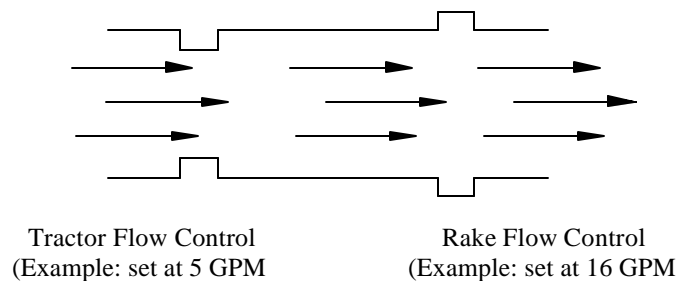 Tractor Flow Control
(Example: set at 5 GPM
Rake Flow Control
(Example: set at 16 GPM